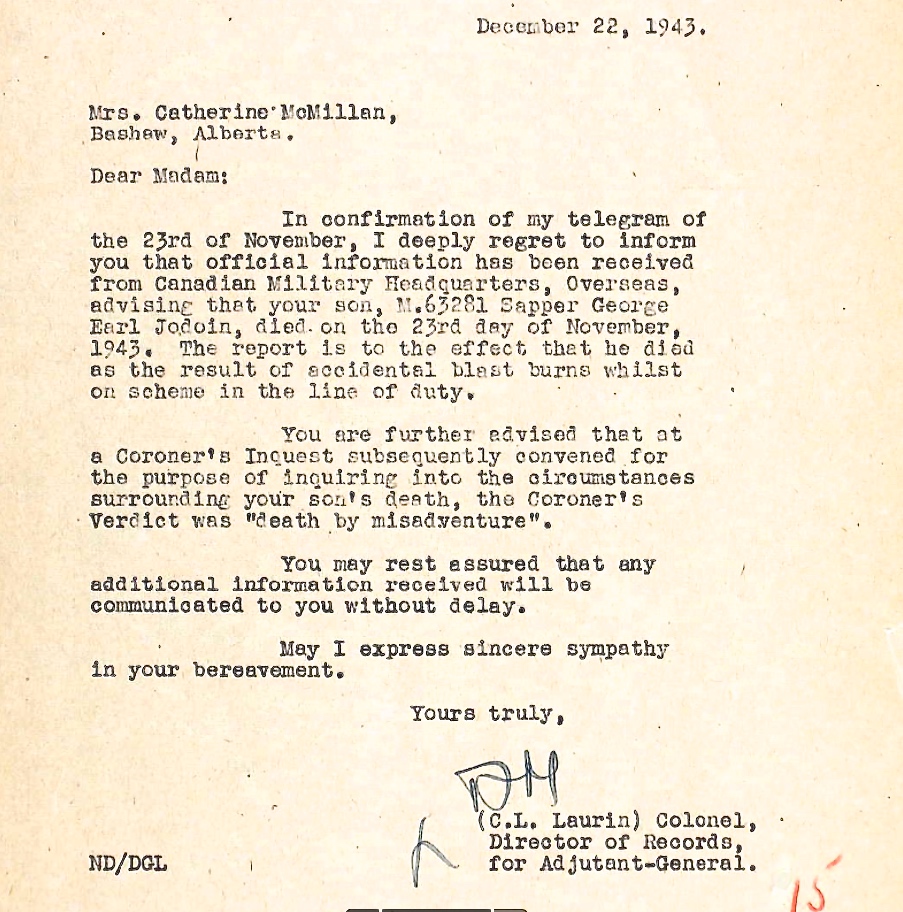 December 22, 1943.
Mrs. Catherine McMillan,
Bashaw, Alberta.
Dear Madam:
In confirmation of my telegram of
the 23rd of November, I deeply regret to inform
you that official information has been received
from Canadian Military Headquarters, Overseas,
advising that your son, M.63281 Sapper George
Earl Jodoin, died on the 23rd day of November,
1943. The report is to the effect that he died
as the result of accidental blast burns whilst
on scheme in the line of duty.
You are further advised that at
a Coroner's Inquest subsequently convened for
the purpose of inquiring into the circumstances
surrounding your son's death, the Coroner's
Verdict was "death by misadventure".
You may rest assured that any
additional information received will be
communicated to you without delay.
May I express sincere sympathy
in your bereavement.
Yours truly,
(C.L. Laurin) Colonel,
Director of Records,
ND/DGL for Adjutant-General.
15